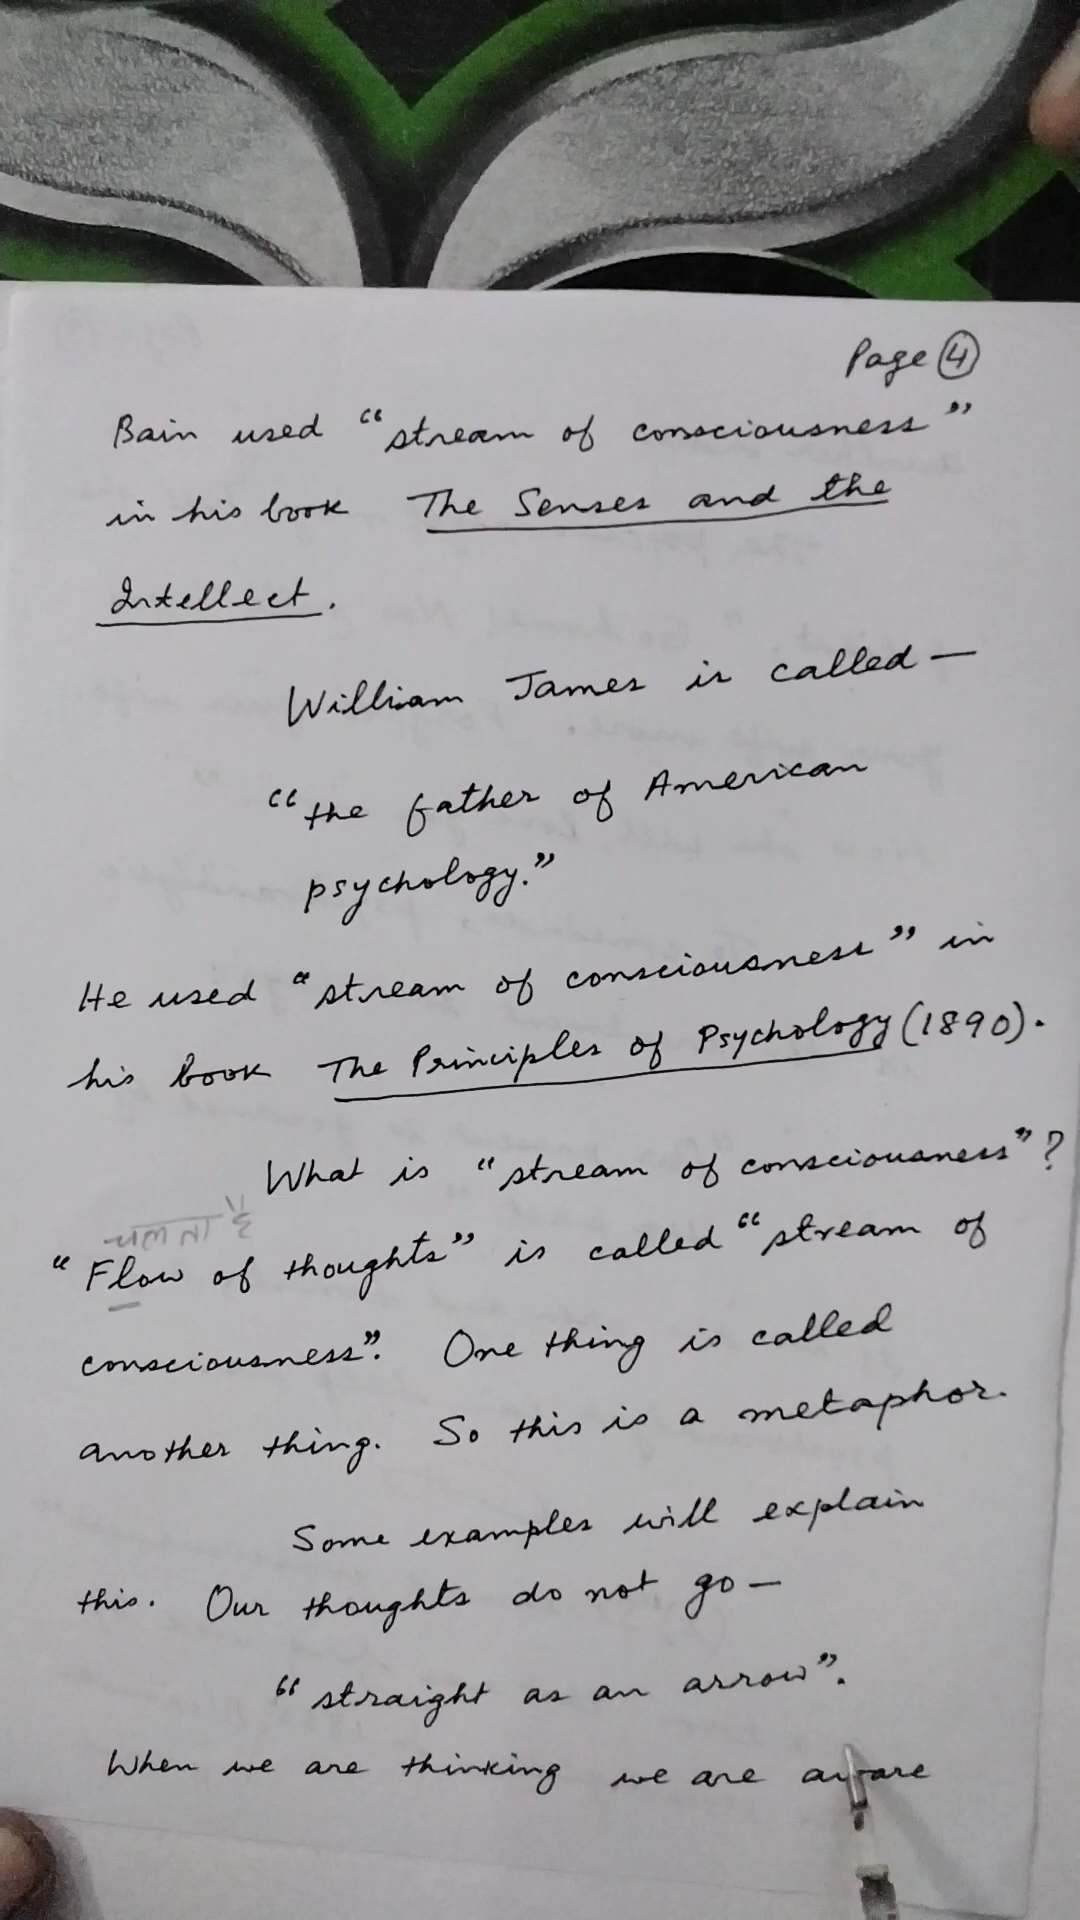 Page 4
Bain used "stream of consciousness"
in his book The Senses and the
Intellect.
William James is called —
"the father of American
psychology."
He used "stream of consciousness" in
his book The Principles of Psychology (1890).
What is "stream of consciousness"?
चलता है
"Flow of thoughts" is called "stream of
consciousness". One thing is called
another thing. So this is a metaphor.
Some examples will explain
this. Our thoughts do not go —
"straight as an arrow".
When we are thinking we are aware